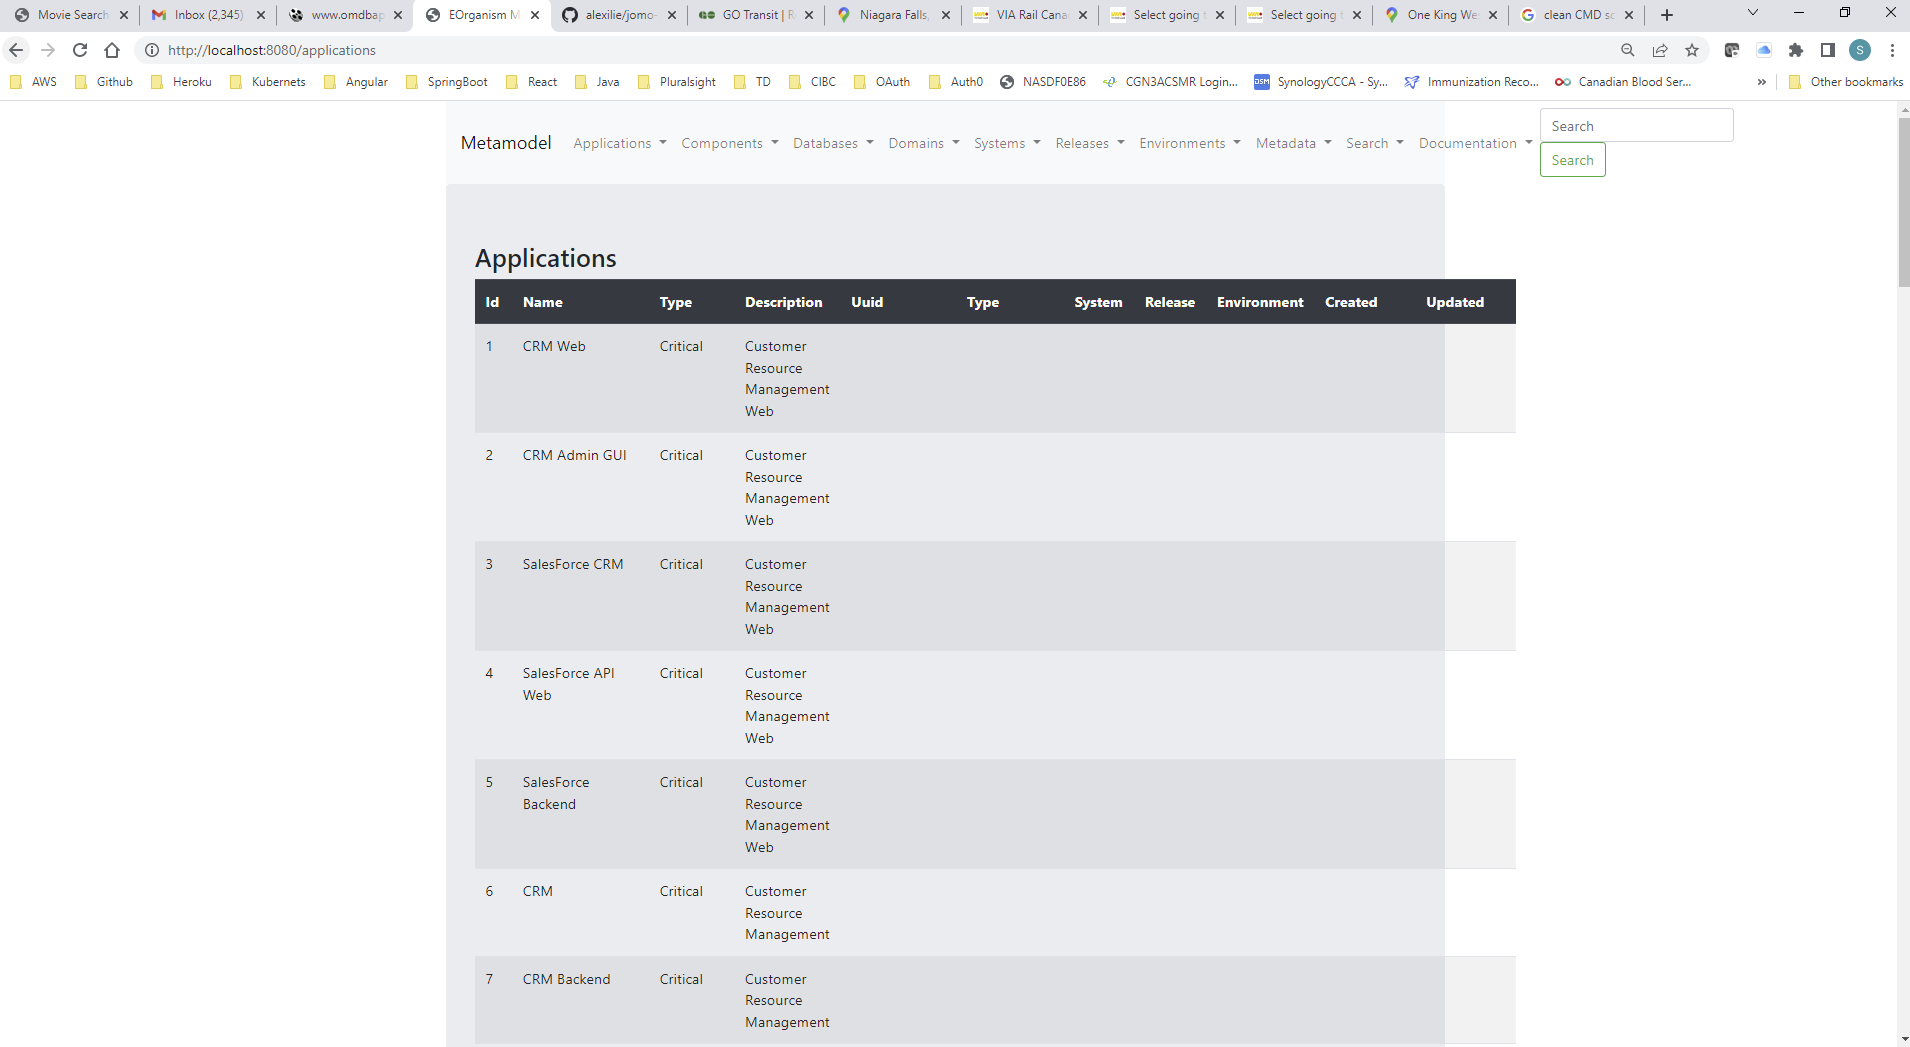 Movie Search
Inbox (2,345)
www.omdbap
EOrganism M
alexilie/jomo-
GO Transit | R
Niagara Falls,
VIA Rail Cana
Select going t
Select going t
One King Wes
clean CMD sc
http://localhost:8080/applications
S
AWS
Github
Heroku
Kubernets
Angular
SpringBoot
React
Java
Pluralsight
TD
CIBC
OAuth
Auth0
NASDF0E86
CGN3ACSMR Login...
DSM
SynologyCCCA - Sy...
Immunization Reco...
Canadian Blood Ser...
»
Other bookmarks
Metamodel
Applications
Components
Databases
Domains
Systems
Releases
Environments
Metadata
Search
Documentation
Search
Search
Applications
Id Name Type Description Uuid Type System Release Environment Created Updated
1 CRM Web Critical Customer
Resource
Management
Web
2 CRM Admin GUI Critical Customer
Resource
Management
Web
3 SalesForce CRM Critical Customer
Resource
Management
Web
4 SalesForce API Critical Customer
Web Resource
Management
Web
5 SalesForce Critical Customer
Backend Resource
Management
Web
6 CRM Critical Customer
Resource
Management
7 CRM Backend Critical Customer
Resource
Management